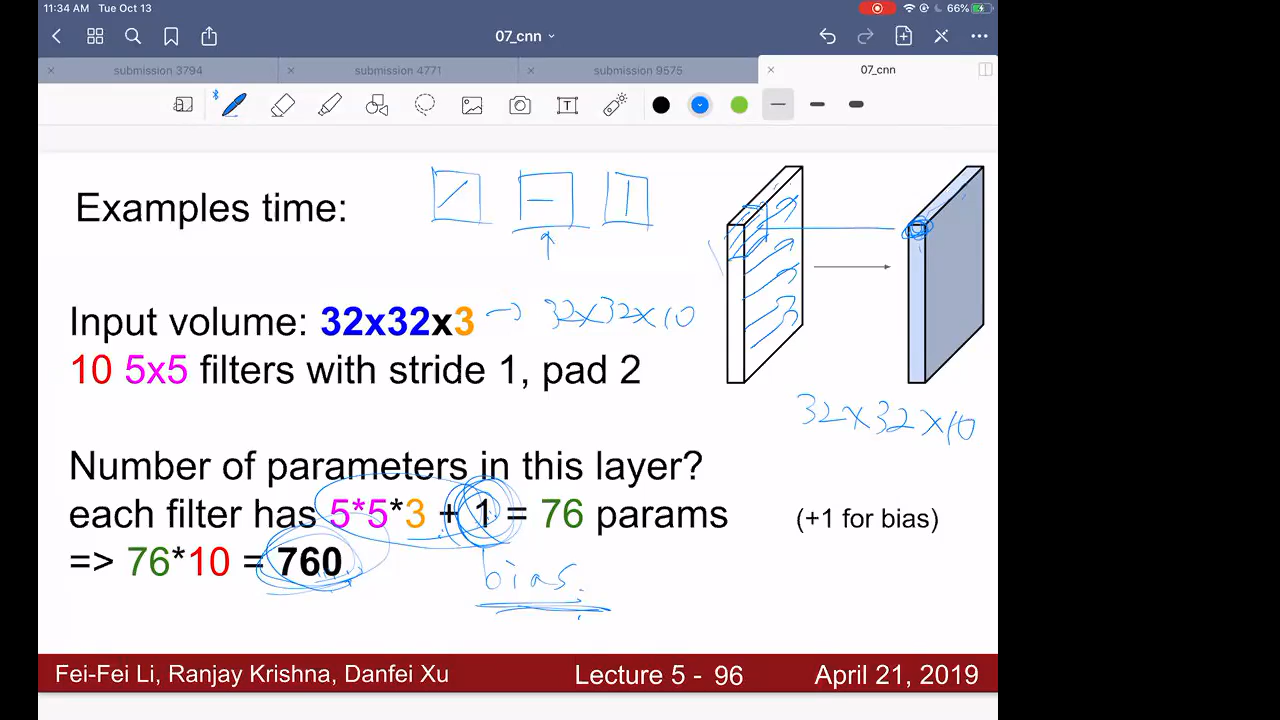 11:34 AM Tue Oct 13
66%
07_cnn
submission 3794
submission 4771
submission 9575
07_cnn
Examples time:
Input volume: 32x32x3 → 32x32x10
10 5x5 filters with stride 1, pad 2
32x32x10
Number of parameters in this layer?
each filter has 5*5*3 + 1 = 76 params (+1 for bias)
=> 76*10 = 760
bias.
Fei-Fei Li, Ranjay Krishna, Danfei Xu Lecture 5 - 96 April 21, 2019